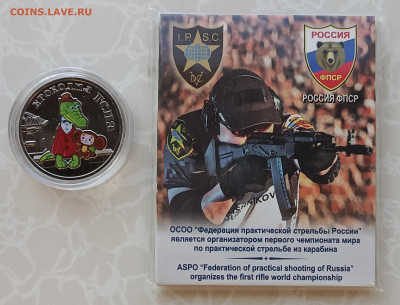 COINS.LAVE.RU
КРОКОДИЛ ГЕНА
I.P.S.C.
РОССИЯ
ФПСР
РОССИЯ ФПСР
ОСОО "Федерация практической стрельбы России"
является организатором первого чемпионата мира
по практической стрельбе из карабина
ASPO "Federation of practical shooting of Russia"
organizes the first rifle world championship